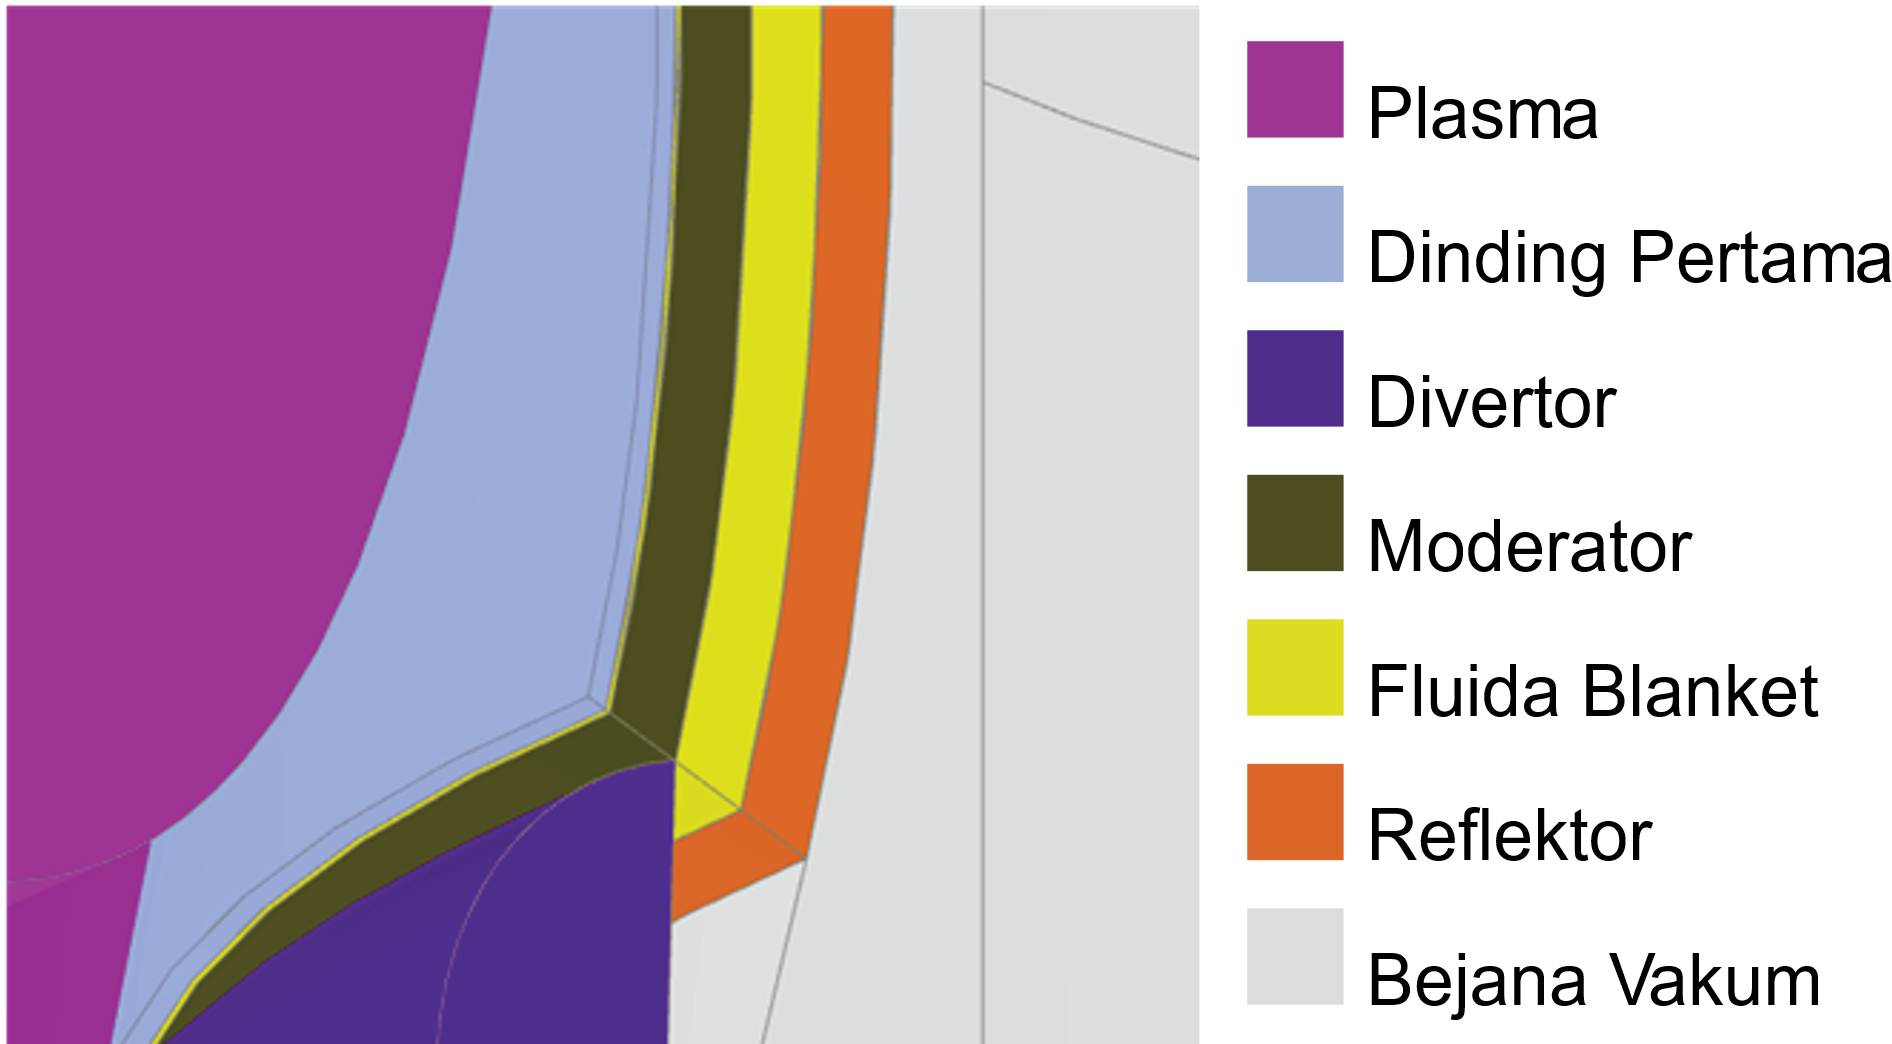 Plasma
Dinding Pertama
Divertor
Moderator
Fluida Blanket
Reflektor
Bejana Vakum